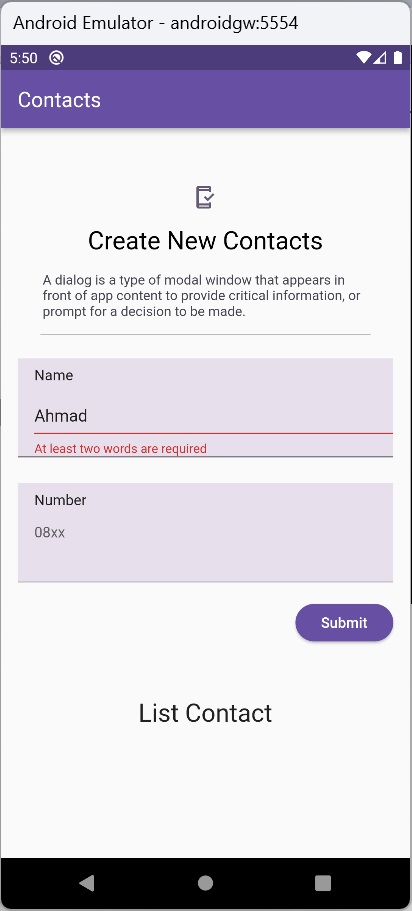 Android Emulator - androidgw:5554
5:50
Contacts
Create New Contacts
A dialog is a type of modal window that appears in
front of app content to provide critical information, or
prompt for a decision to be made.
Name
Ahmad
At least two words are required
Number
08xx
Submit
List Contact